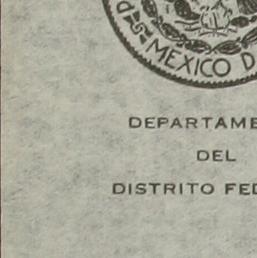 MEXICO D
DEPARTAME
DEL
DISTRITO FED